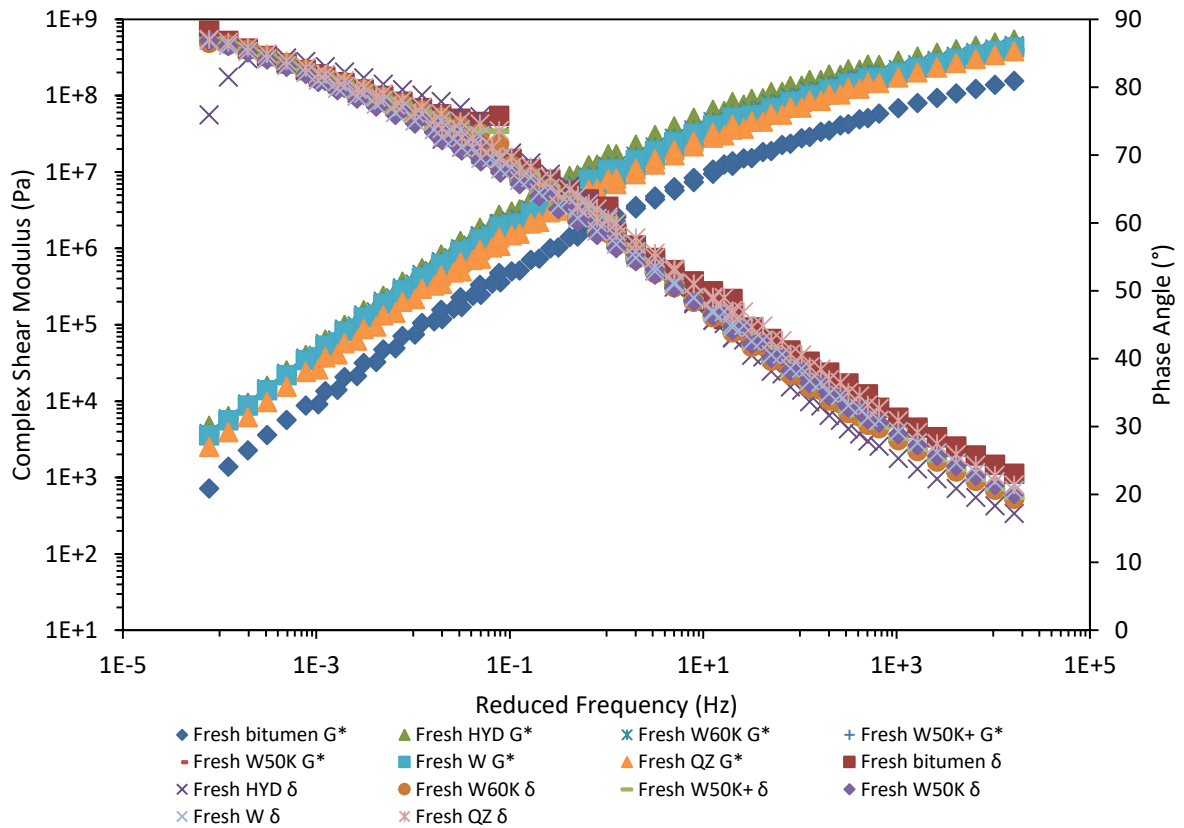 1E+9
1E+8
1E+7
1E+6
1E+5
1E+4
1E+3
1E+2
1E+1
Complex Shear Modulus (Pa)
90
80
70
60
50
40
30
20
10
0
Phase Angle (°)
1E-5 1E-3 1E-1 1E+1 1E+3 1E+5
Reduced Frequency (Hz)
Fresh bitumen G* Fresh HYD G* Fresh W60K G* Fresh W50K+ G*
Fresh W50K G* Fresh W G* Fresh QZ G* Fresh bitumen δ
Fresh HYD δ Fresh W60K δ Fresh W50K+ δ Fresh W50K δ
Fresh W δ Fresh QZ δ